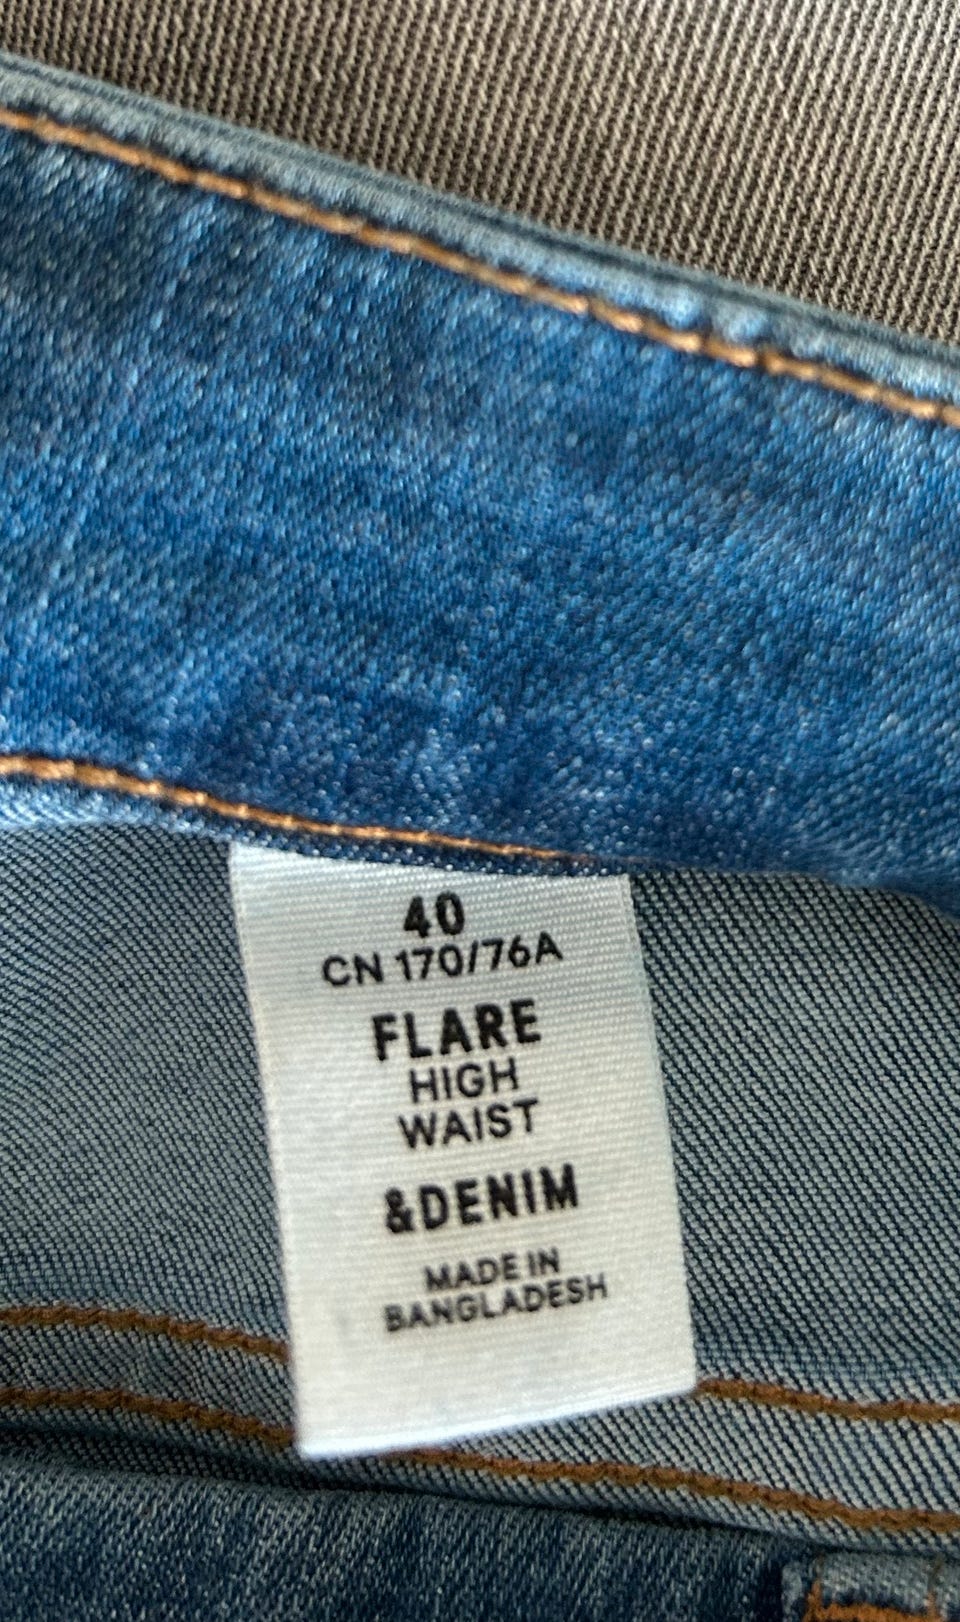 40
CN 170/76A
FLARE
HIGH
WAIST
&DENIM
MADE IN
BANGLADESH